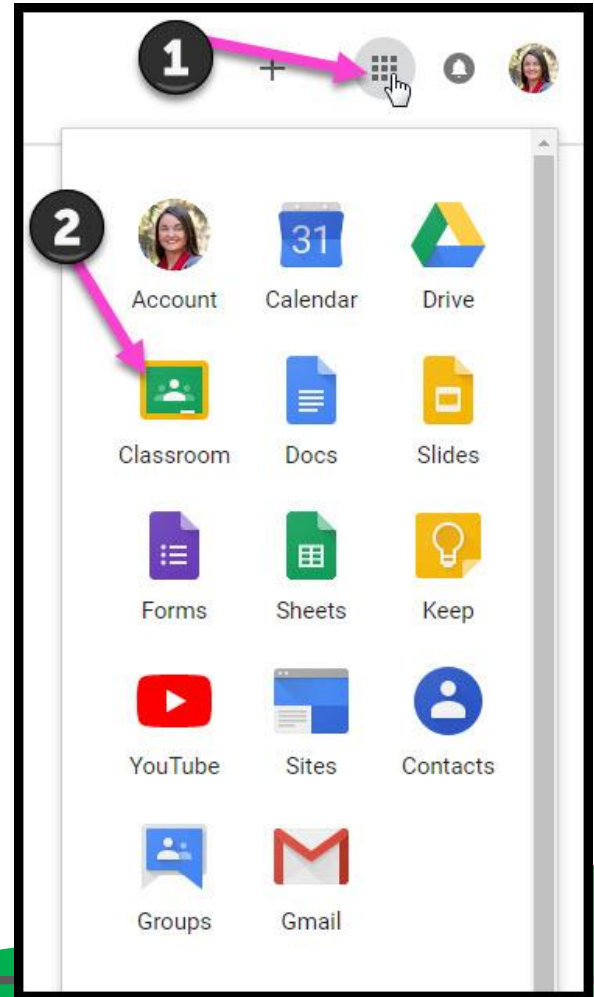 1
2
31
Account Calendar Drive
Classroom Docs Slides
Forms Sheets Keep
YouTube Sites Contacts
Groups Gmail